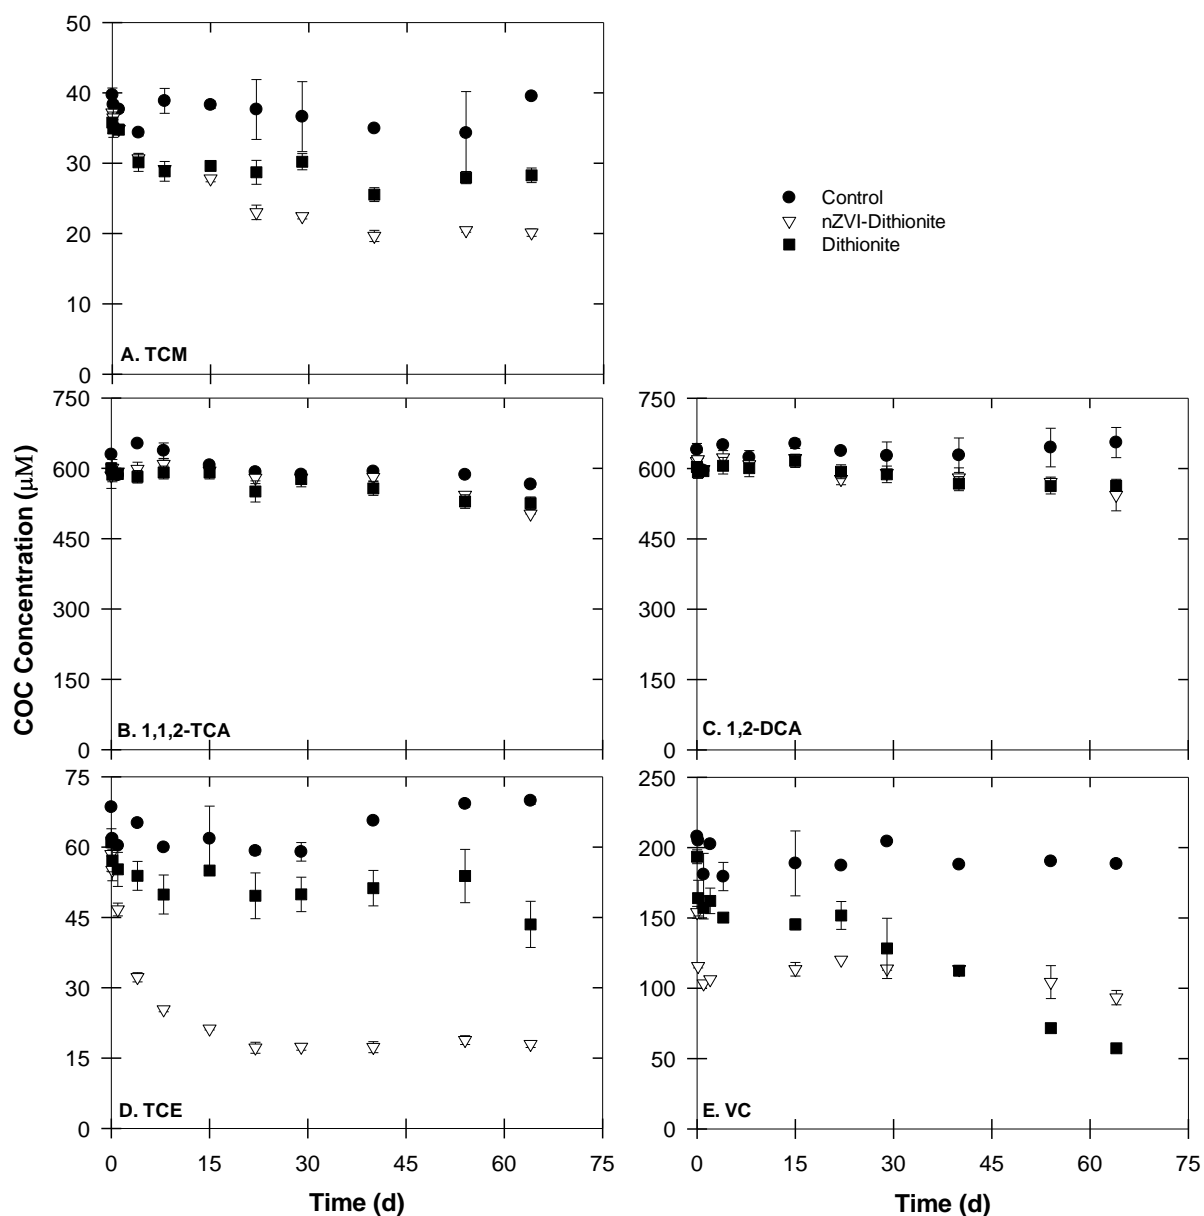 50
40
30
20
10
0
A. TCM
Control
nZVI-Dithionite
Dithionite
COC Concentration (μM)
750
600
450
300
150
0
B. 1,1,2-TCA
750
600
450
300
150
0
C. 1,2-DCA
75
60
45
30
15
0
D. TCE
0 15 30 45 60 75
Time (d)
250
200
150
100
50
0
E. VC
0 15 30 45 60 75
Time (d)